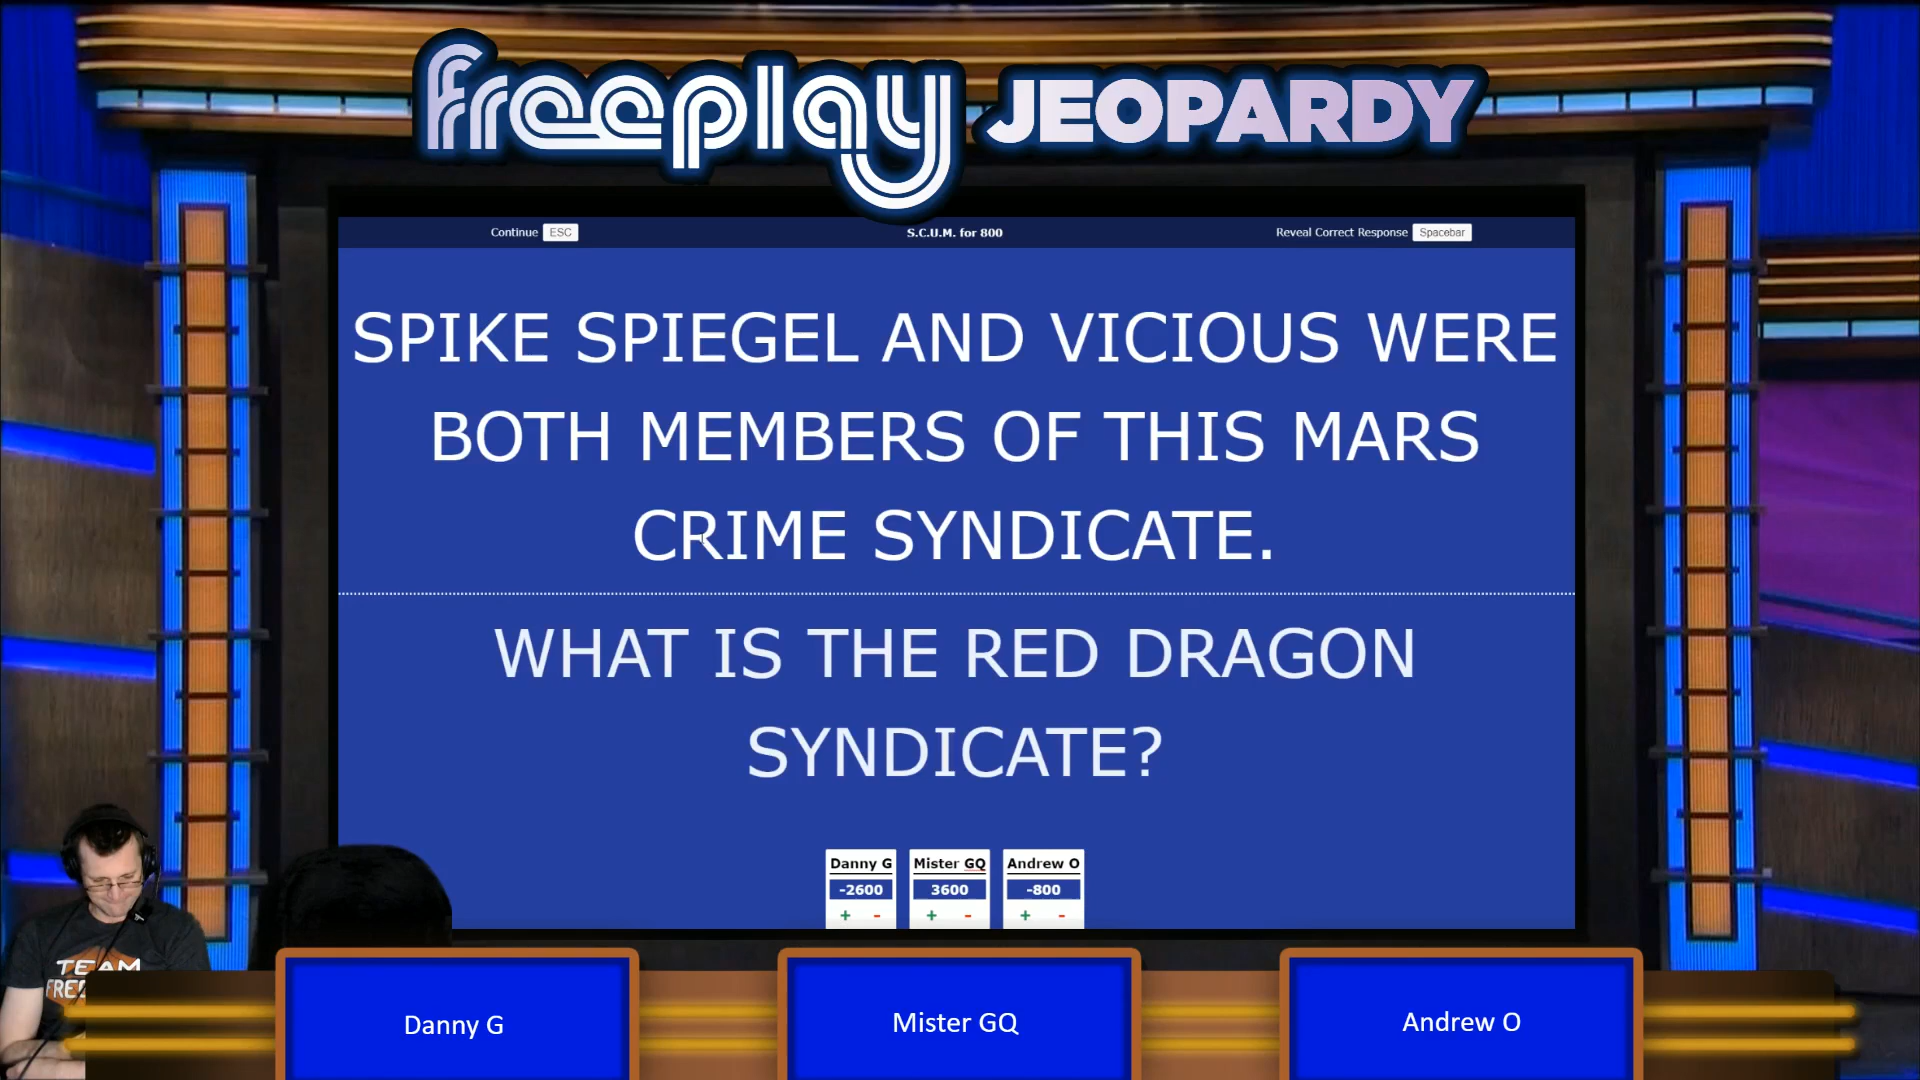 freeplay JEOPARDY
Continue ESC S.C.U.M. for 800 Reveal Correct Response Spacebar
SPIKE SPIEGEL AND VICIOUS WERE
BOTH MEMBERS OF THIS MARS
CRIME SYNDICATE.
WHAT IS THE RED DRAGON
SYNDICATE?
Danny G Mister GQ Andrew O
-2600 3600 -800
+ - + - + -
TEAM
Danny G Mister GQ Andrew O